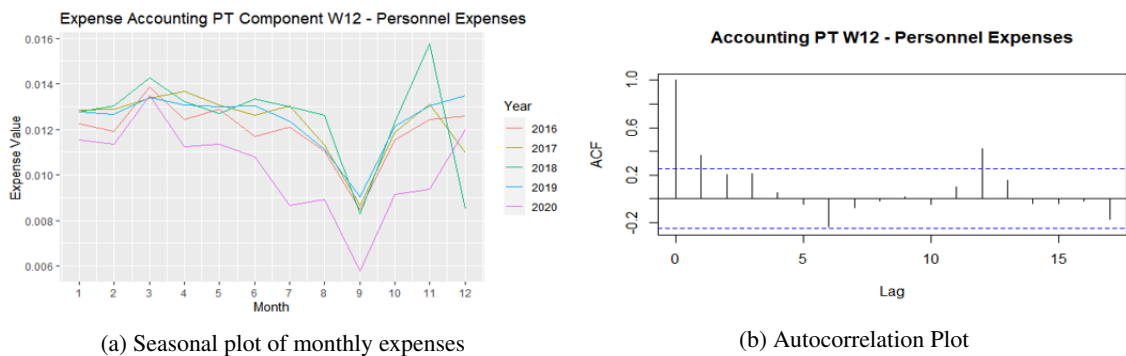 Expense Accounting PT Component W12 - Personnel Expenses
0.016
0.014
0.012
0.010
0.008
0.006
Expense Value
1 2 3 4 5 6 7 8 9 10 11 12
Month
Year
2016
2017
2018
2019
2020
(a) Seasonal plot of monthly expenses
Accounting PT W12 - Personnel Expenses
1.0
0.6
0.2
-0.2
ACF
0 5 10 15
Lag
(b) Autocorrelation Plot